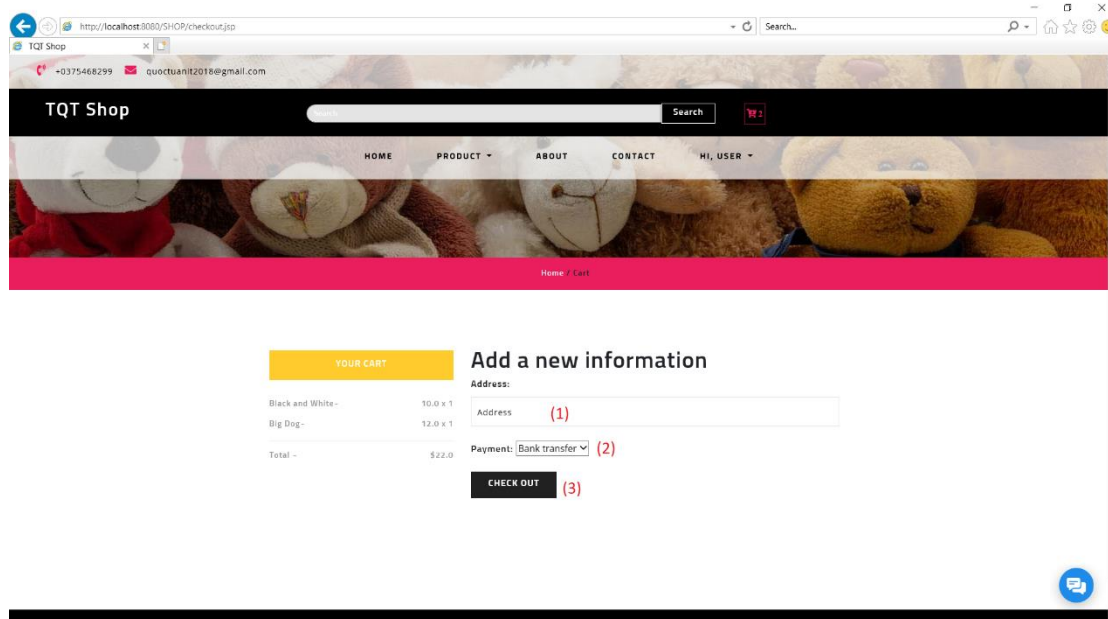 http://localhost:8080/SHOP/checkout.jsp
Search...
TQT Shop
+0375468299 quoctuanit2018@gmail.com
TQT Shop
Search
HOME PRODUCT ABOUT CONTACT HI, USER
Home / Cart
YOUR CART
Black and White- 10.0 x 1
Big Dog- 12.0 x 1
Total - $22.0
Add a new information
Address:
Address (1)
Payment: Bank transfer (2)
CHECK OUT (3)